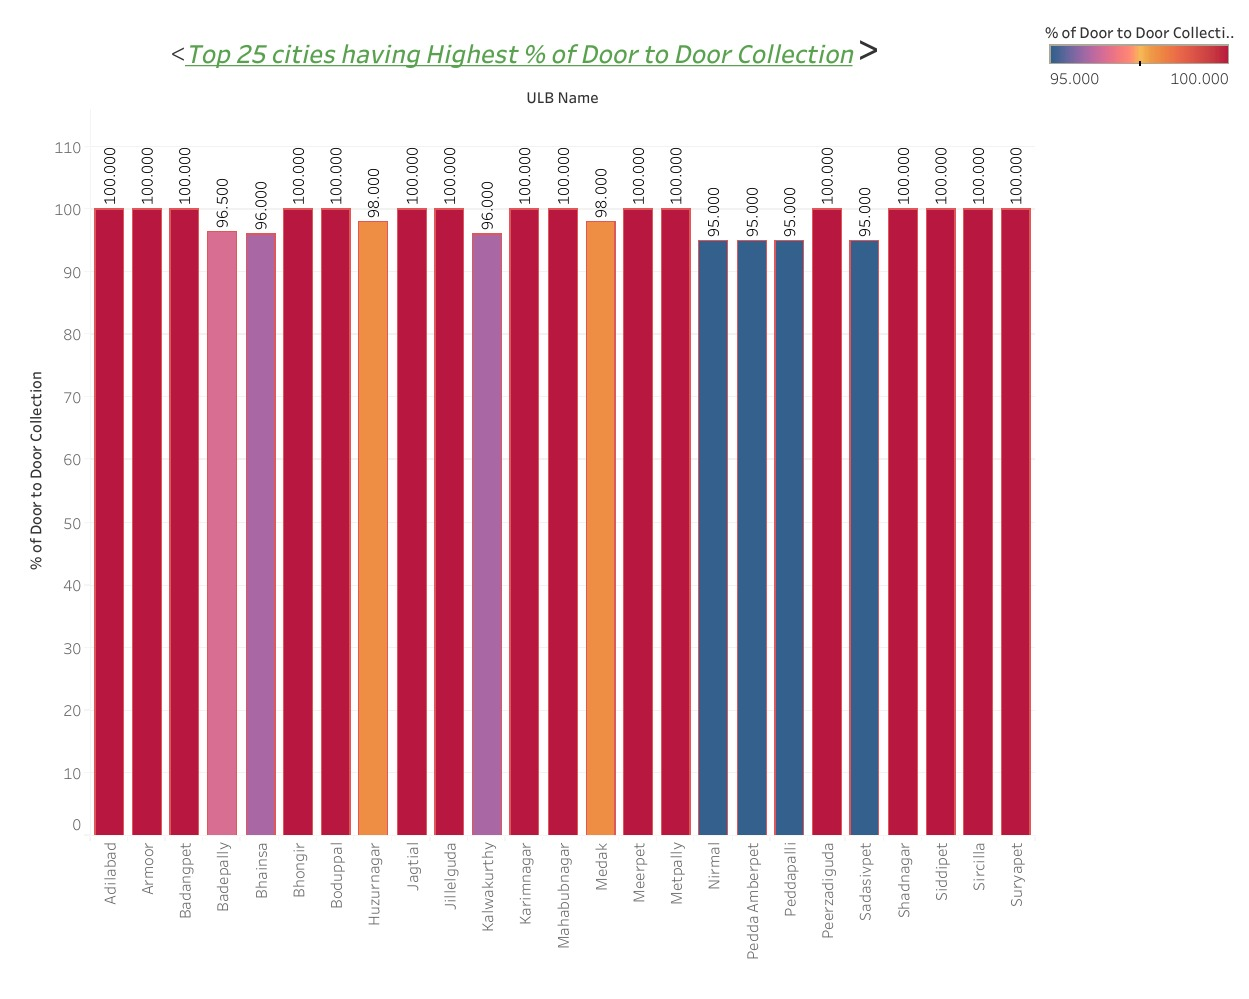 <Top 25 cities having Highest % of Door to Door Collection>
% of Door to Door Collecti..
95.000 100.000
ULB Name
% of Door to Door Collection
110
100
90
80
70
60
50
40
30
20
10
0
100.000
100.000
100.000
96.500
96.000
100.000
100.000
98.000
100.000
100.000
96.000
100.000
100.000
98.000
100.000
100.000
95.000
95.000
95.000
100.000
95.000
100.000
100.000
100.000
100.000
Adilabad
Armoor
Badangpet
Badepally
Bhainsa
Bhongir
Boduppal
Huzurnagar
Jagtial
Jillelguda
Kalwakurthy
Karimnagar
Mahabubnagar
Medak
Meerpet
Metpally
Nirmal
Pedda Amberpet
Peddapalli
Peerzadiguda
Sadasivpet
Shadnagar
Siddipet
Sircilla
Suryapet